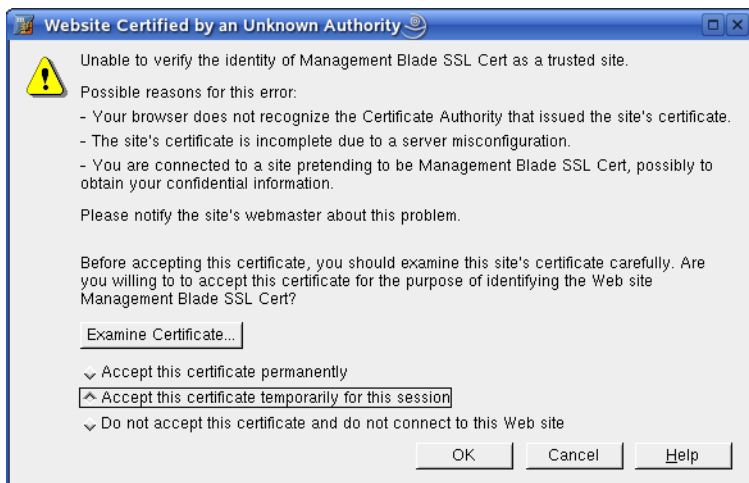 Website Certified by an Unknown Authority
Unable to verify the identity of Management Blade SSL Cert as a trusted site.
Possible reasons for this error:
- Your browser does not recognize the Certificate Authority that issued the site's certificate.
- The site's certificate is incomplete due to a server misconfiguration.
- You are connected to a site pretending to be Management Blade SSL Cert, possibly to
obtain your confidential information.
Please notify the site's webmaster about this problem.
Before accepting this certificate, you should examine this site's certificate carefully. Are
you willing to to accept this certificate for the purpose of identifying the Web site
Management Blade SSL Cert?
Examine Certificate...
Accept this certificate permanently
Accept this certificate temporarily for this session
Do not accept this certificate and do not connect to this Web site
OK Cancel Help